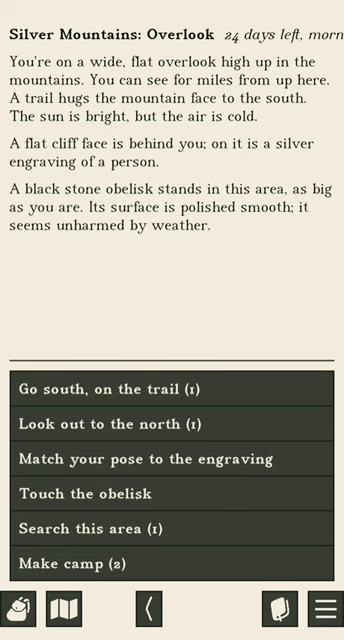 Silver Mountains: Overlook 24 days left, morn
You're on a wide, flat overlook high up in the
mountains. You can see for miles from up here.
A trail hugs the mountain face to the south.
The sun is bright, but the air is cold.
A flat cliff face is behind you; on it is a silver
engraving of a person.
A black stone obelisk stands in this area, as big
as you are. Its surface is polished smooth; it
seems unharmed by weather.
Go south, on the trail (1)
Look out to the north (1)
Match your pose to the engraving
Touch the obelisk
Search this area (1)
Make camp (2)